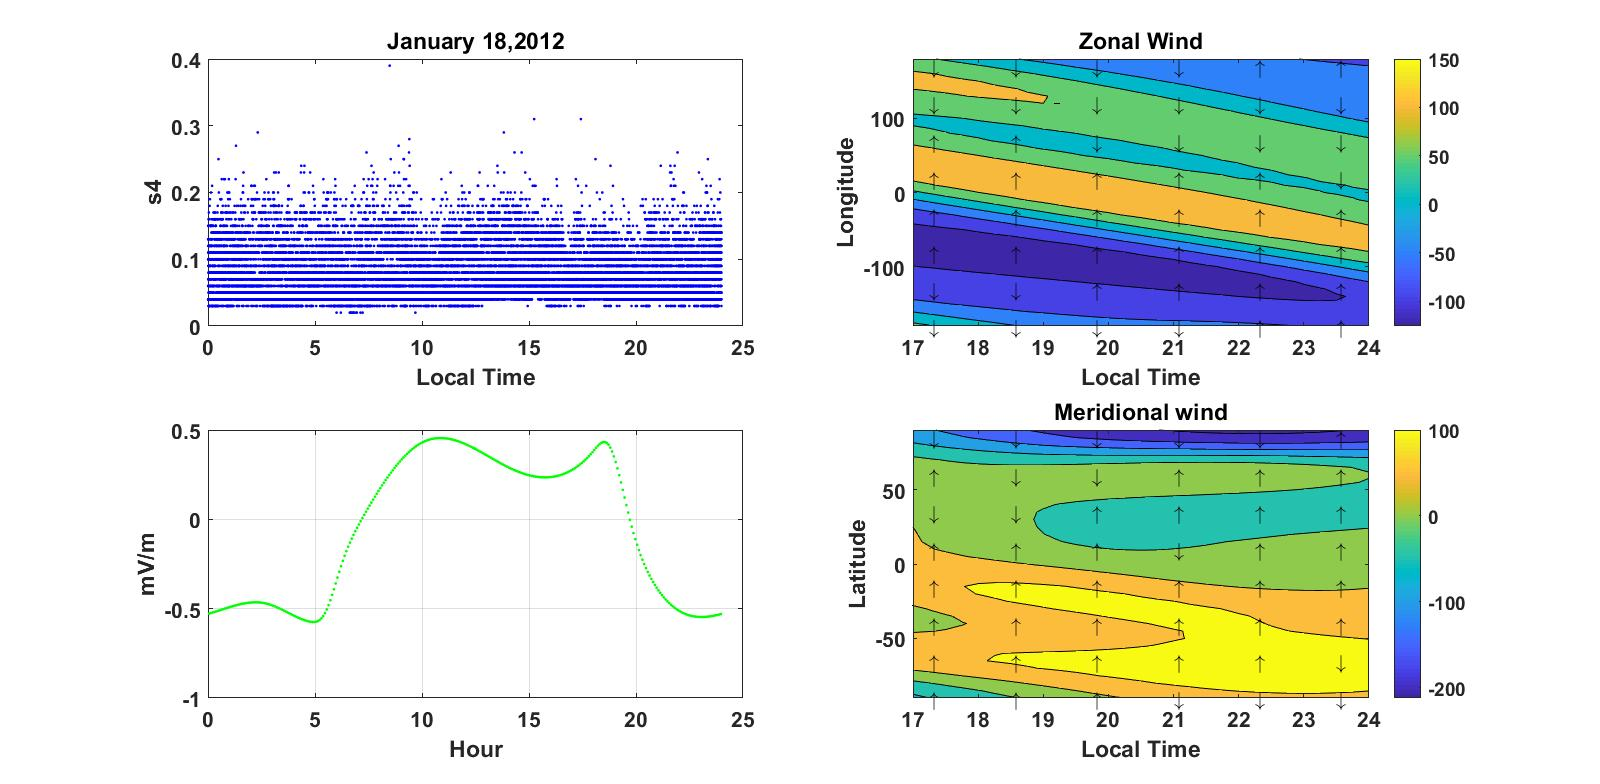 January 18,2012
0.4
0.3
0.2
0.1
0
s4
0 5 10 15 20 25
Local Time
Zonal Wind
100
0
-100
Longitude
17 18 19 20 21 22 23 24
Local Time
150
100
50
0
-50
-100
0.5
0
-0.5
-1
mV/m
0 5 10 15 20 25
Hour
Meridional wind
50
0
-50
Latitude
17 18 19 20 21 22 23 24
Local Time
100
0
-100
-200